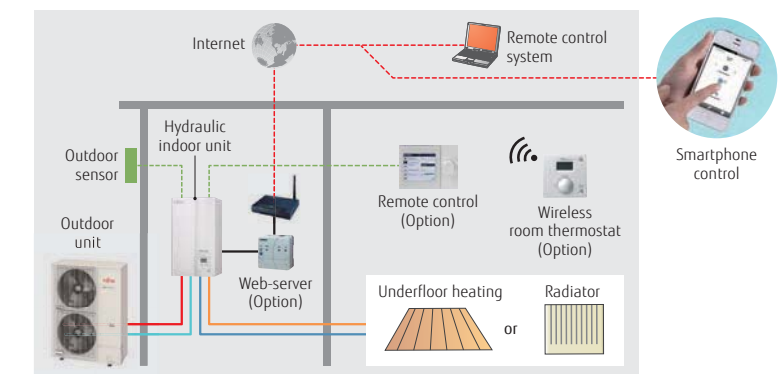 Internet
Remote control
system
Smartphone
control
Hydraulic
indoor unit
Outdoor
sensor
Outdoor
unit
Remote control
(Option)
Wireless
room thermostat
(Option)
Web-server
(Option)
Underfloor heating
or
Radiator